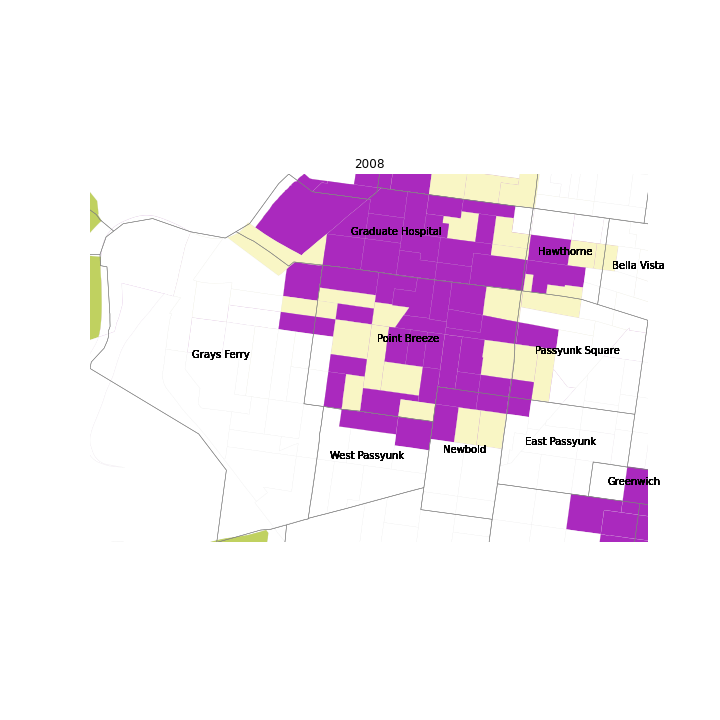 2008
Graduate Hospital
Hawthorne
Bella Vista
Point Breeze
Passyunk Square
Grays Ferry
East Passyunk
Newbold
West Passyunk
Greenwich